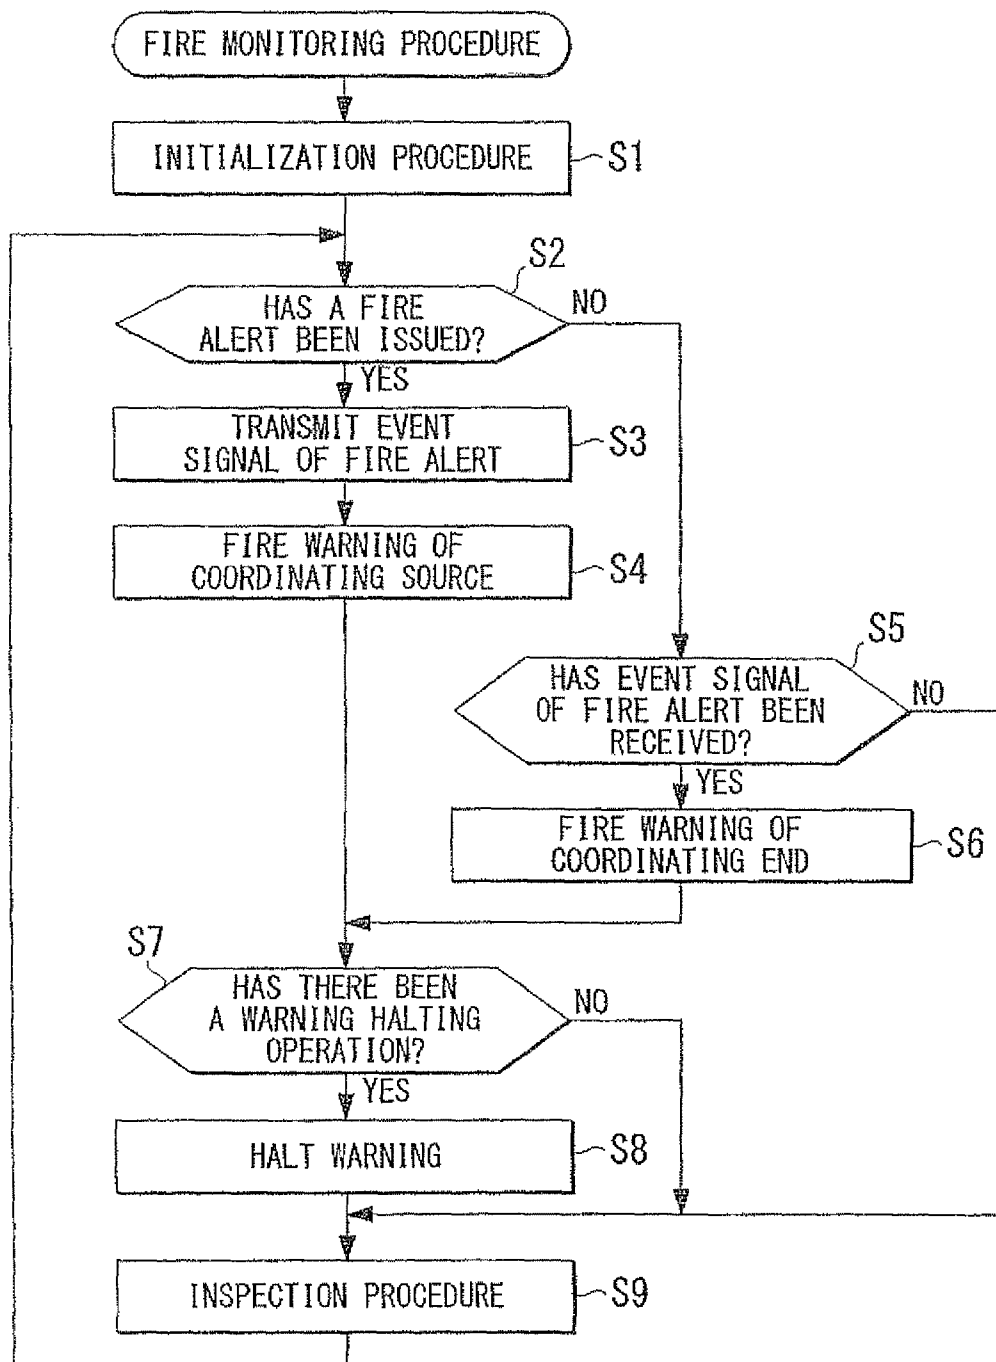 FIRE MONITORING PROCEDURE
INITIALIZATION PROCEDURE
S1
S2
HAS A FIRE
ALERT BEEN ISSUED?
NO
YES
TRANSMIT EVENT
SIGNAL OF FIRE ALERT
S3
FIRE WARNING OF
COORDINATING SOURCE
S4
S5
HAS EVENT SIGNAL
OF FIRE ALERT BEEN
RECEIVED?
NO
YES
FIRE WARNING OF
COORDINATING END
S6
S7
HAS THERE BEEN
A WARNING HALTING
OPERATION?
NO
YES
HALT WARNING
S8
INSPECTION PROCEDURE
S9